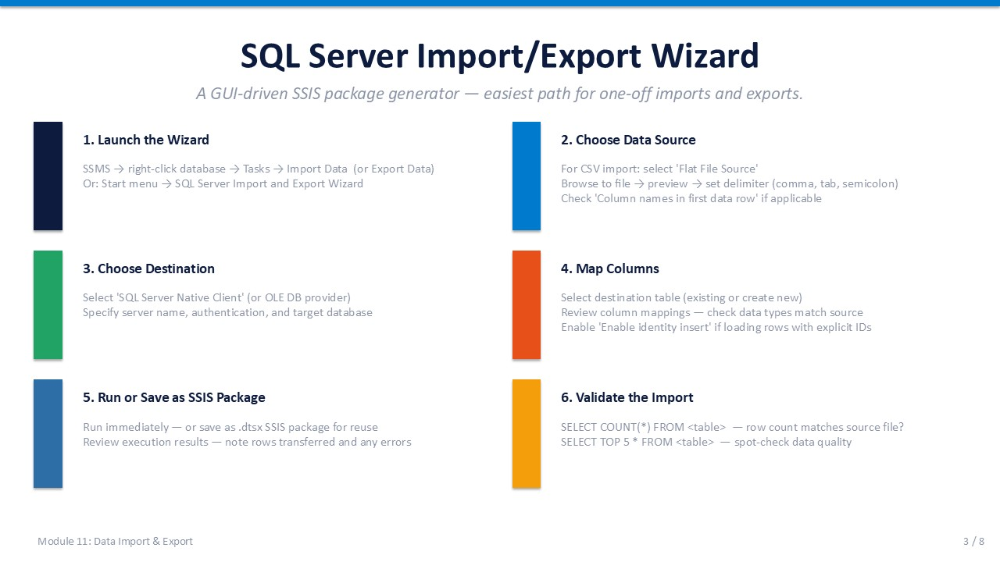 SQL Server Import/Export Wizard
A GUI-driven SSIS package generator — easiest path for one-off imports and exports.
1. Launch the Wizard
SSMS → right-click database → Tasks → Import Data  (or Export Data)
Or: Start menu → SQL Server Import and Export Wizard
2. Choose Data Source
For CSV import: select 'Flat File Source'
Browse to file → preview → set delimiter (comma, tab, semicolon)
Check 'Column names in first data row' if applicable
3. Choose Destination
Select 'SQL Server Native Client' (or OLE DB provider)
Specify server name, authentication, and target database
4. Map Columns
Select destination table (existing or create new)
Review column mappings — check data types match source
Enable 'Enable identity insert' if loading rows with explicit IDs
5. Run or Save as SSIS Package
Run immediately — or save as .dtsx SSIS package for reuse
Review execution results — note rows transferred and any errors
6. Validate the Import
SELECT COUNT(*) FROM <table>  — row count matches source file?
SELECT TOP 5 * FROM <table>  — spot-check data quality
Module 11: Data Import & Export
3 / 8